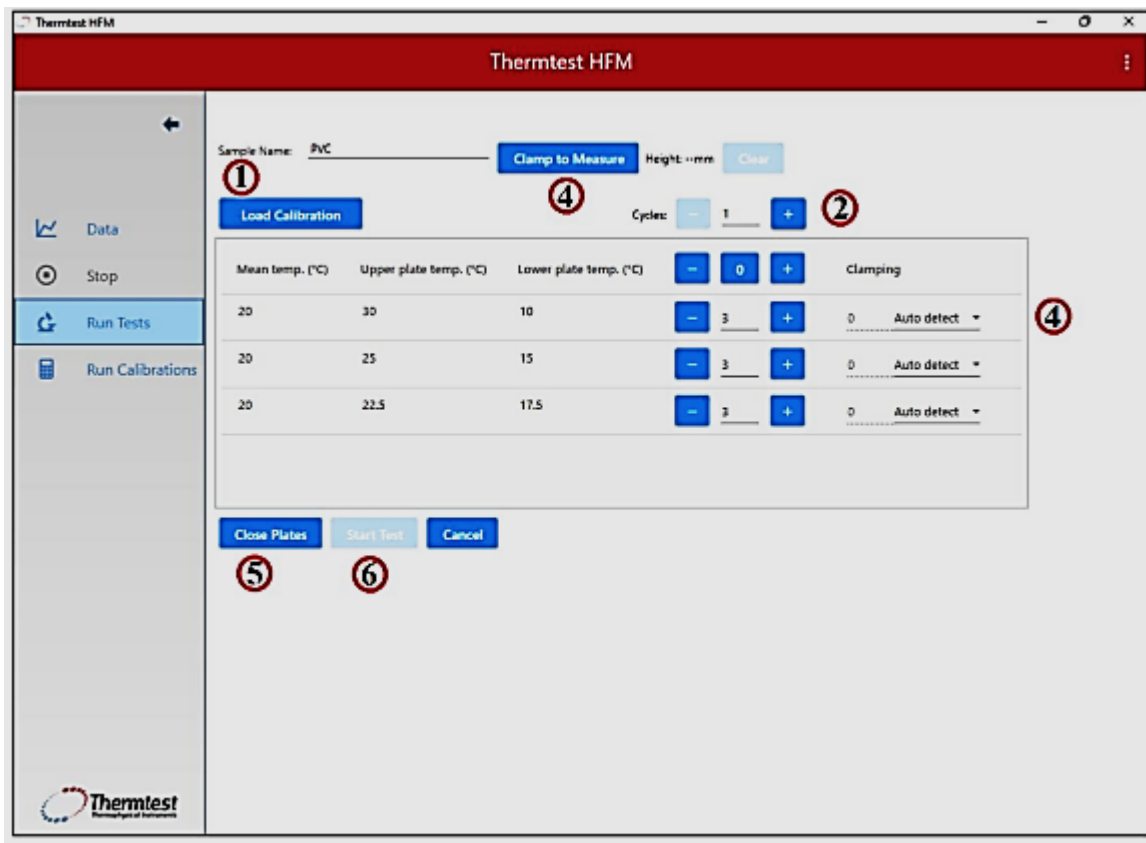 Thermtest HFM
Thermtest HFM
Sample Name: PVC Clamp to Measure Height: --mm Clear
① ④
Load Calibration Cycles: − 1 + ②
Data
Stop
Run Tests
Run Calibrations
Mean temp. (°C) Upper plate temp. (°C) Lower plate temp. (°C) − 0 + Clamping
20 30 10 − 3 + 0 Auto detect ④
20 25 15 − 3 + 0 Auto detect
20 22.5 17.5 − 3 + 0 Auto detect
Close Plates Start Test Cancel
⑤ ⑥
Thermtest
Thermophysical Instruments